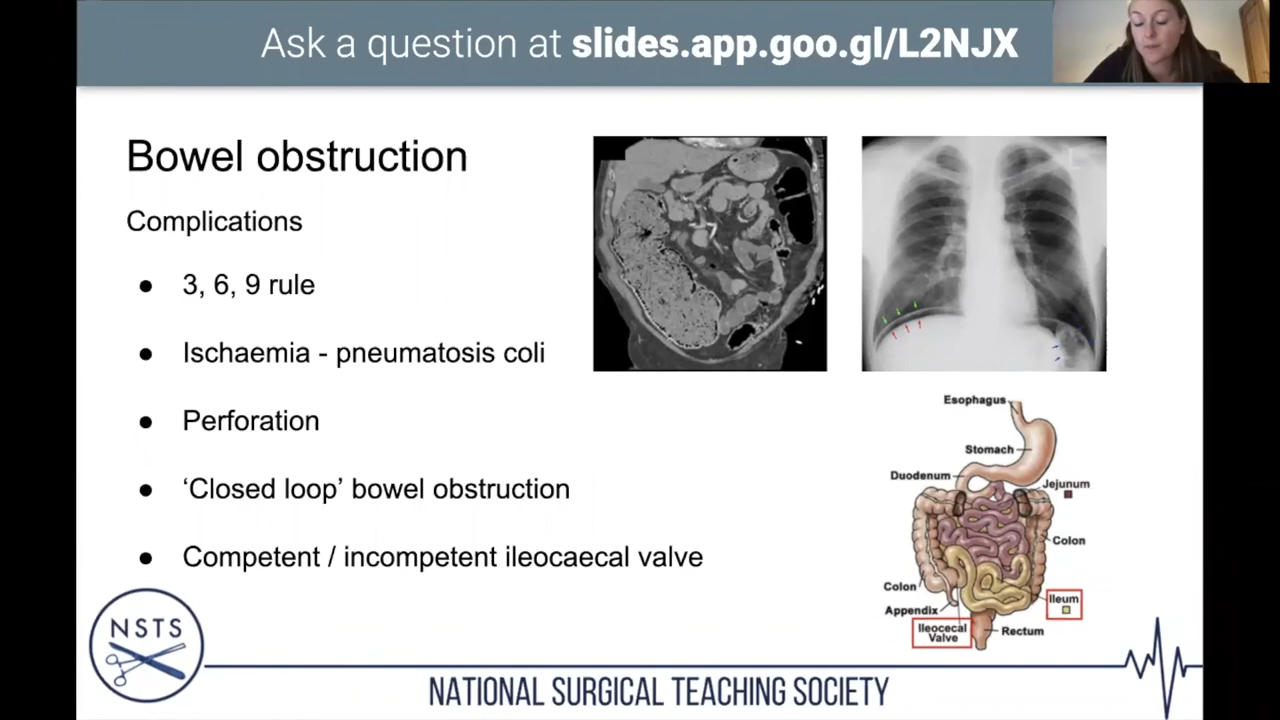 Ask a question at slides.app.goo.gl/L2NJX
Bowel obstruction
Complications
● 3, 6, 9 rule
● Ischaemia - pneumatosis coli
● Perforation
● ‘Closed loop’ bowel obstruction
● Competent / incompetent ileocaecal valve
Esophagus
Stomach
Duodenum
Jejunum
Colon
Colon
Ileum
Appendix
Ileocecal
Valve
Rectum
NSTS
NATIONAL SURGICAL TEACHING SOCIETY